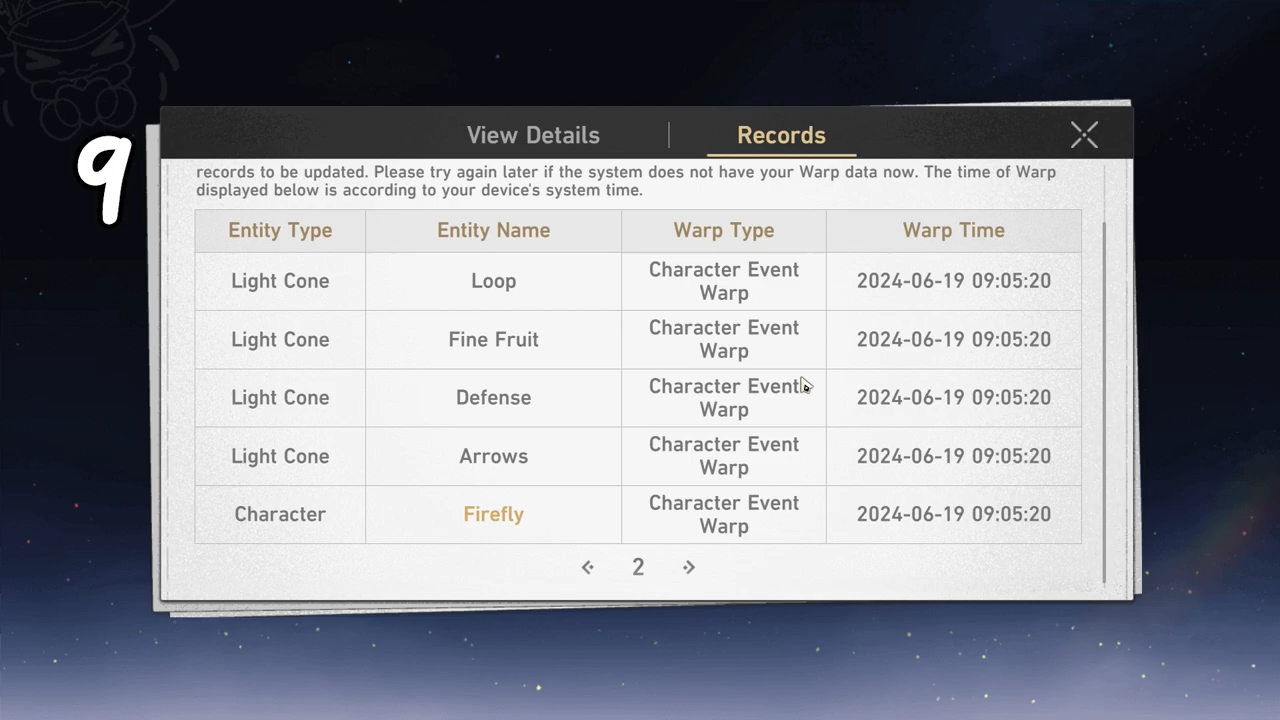 9
View Details
Records
records to be updated. Please try again later if the system does not have your Warp data now. The time of Warp
displayed below is according to your device's system time.
Entity Type Entity Name Warp Type Warp Time
Light Cone Loop Character Event Warp 2024-06-19 09:05:20
Light Cone Fine Fruit Character Event Warp 2024-06-19 09:05:20
Light Cone Defense Character Event Warp 2024-06-19 09:05:20
Light Cone Arrows Character Event Warp 2024-06-19 09:05:20
Character Firefly Character Event Warp 2024-06-19 09:05:20
2